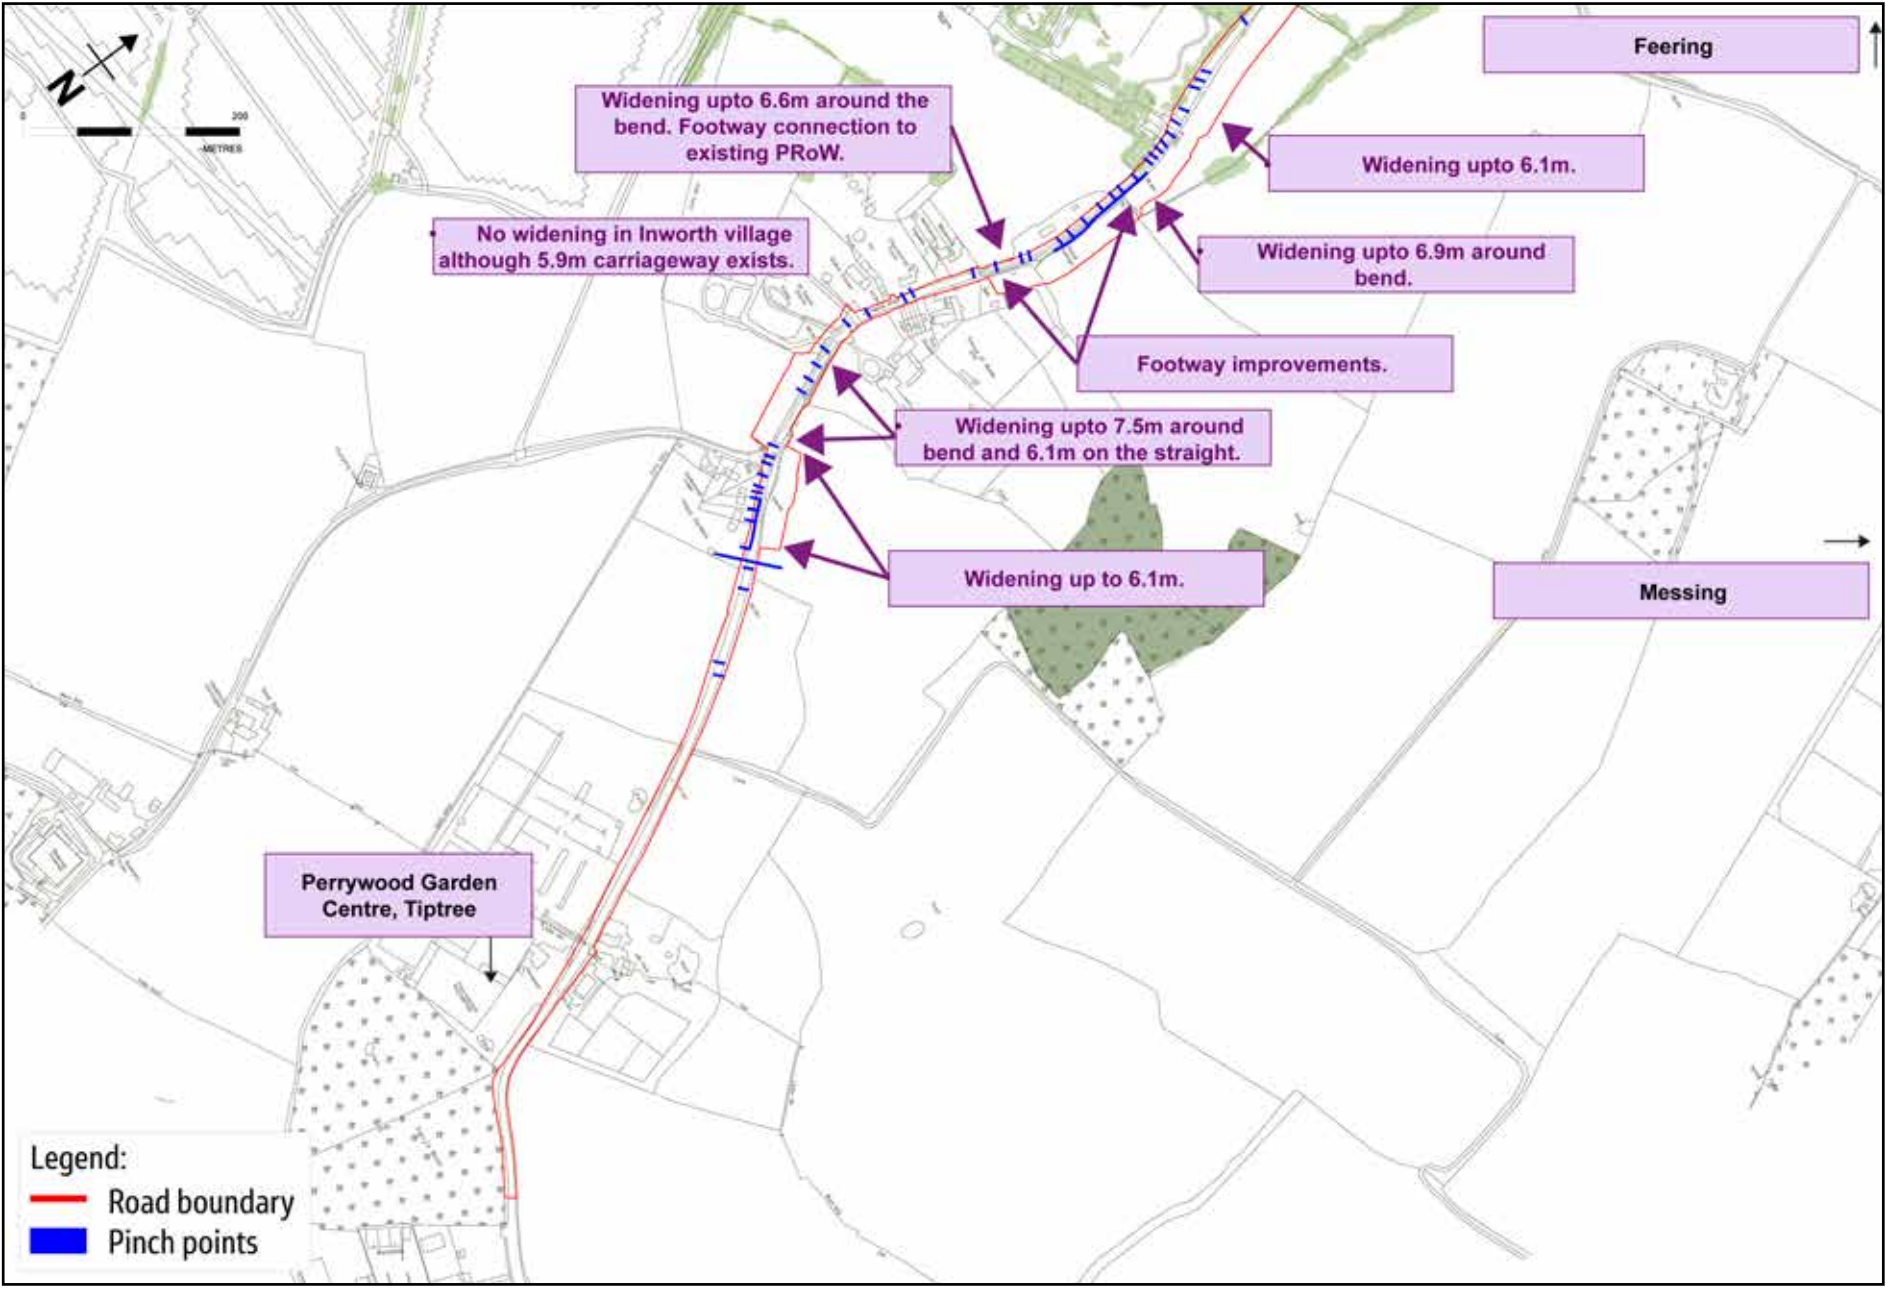 Feering
N
0
200
METRES
Widening upto 6.6m around the
bend. Footway connection to
existing PRoW.
Widening upto 6.1m.
No widening in Inworth village
although 5.9m carriageway exists.
Widening upto 6.9m around
bend.
Footway improvements.
Widening upto 7.5m around
bend and 6.1m on the straight.
Widening up to 6.1m.
Messing
Perrywood Garden
Centre, Tiptree
Legend:
Road boundary
Pinch points